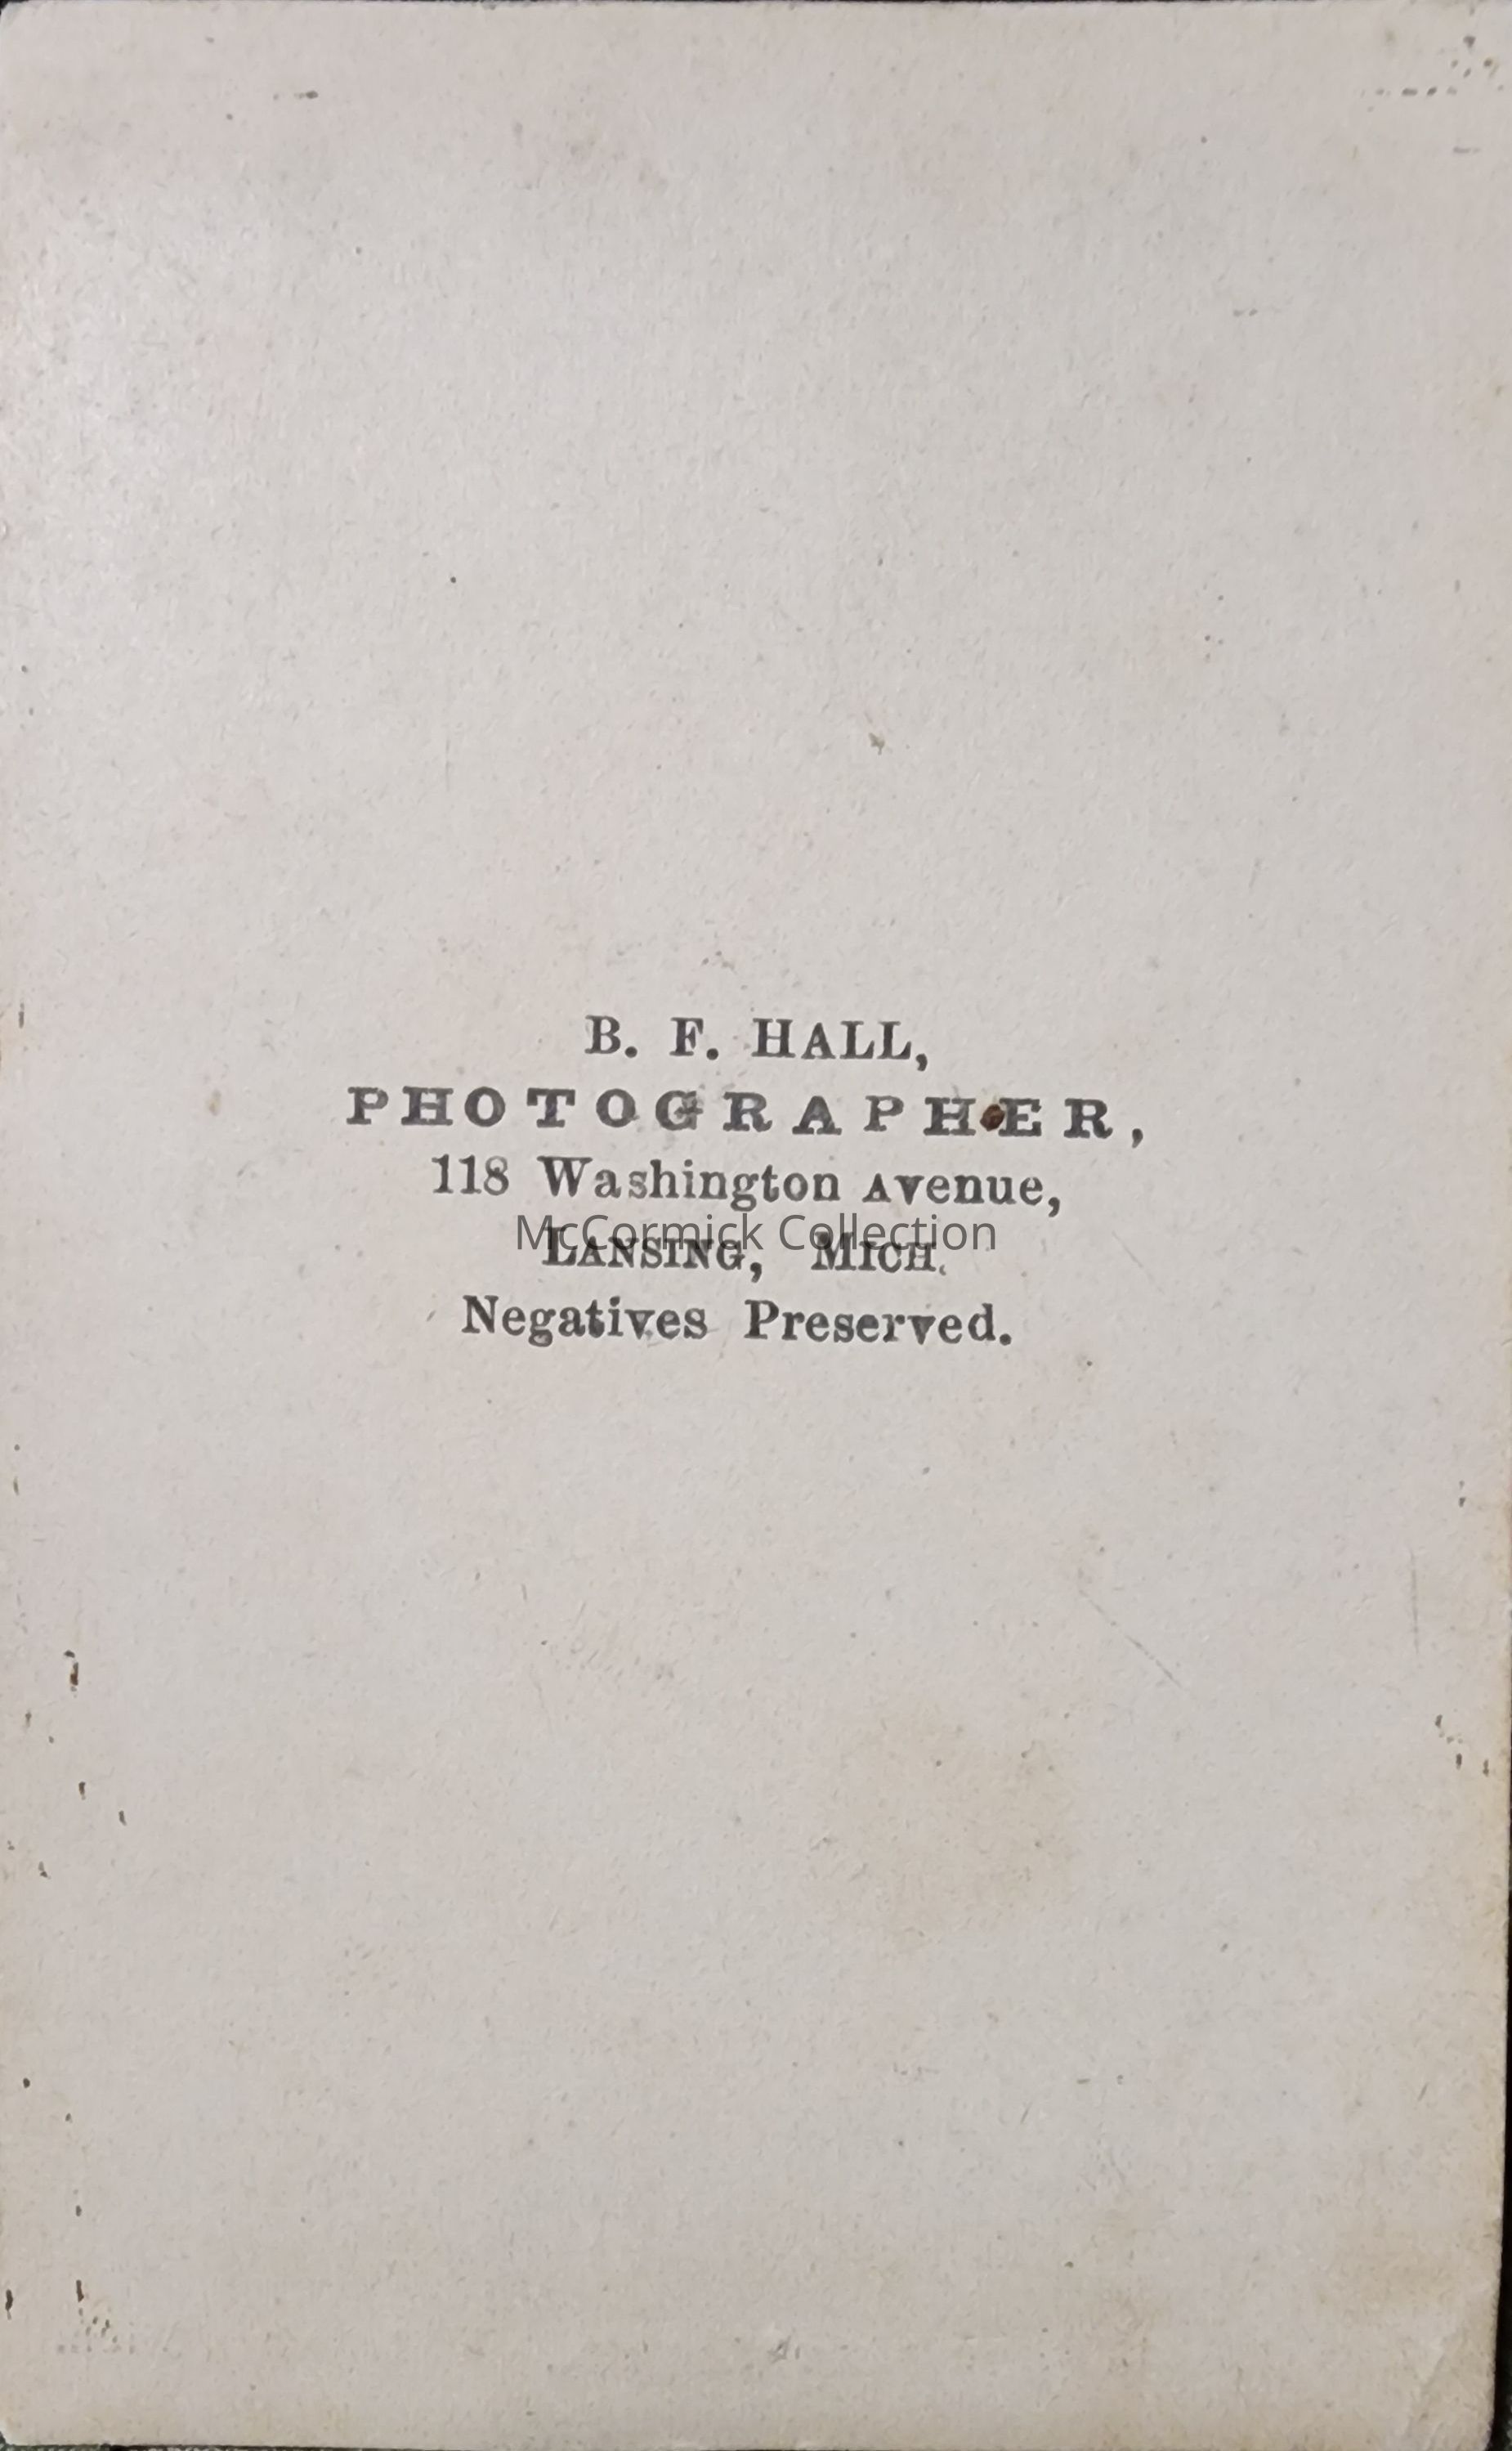 B. F. HALL,
PHOTOGRAPHER,
118 Washington Avenue,
McCormick Collection
LANSING, MICH.
Negatives Preserved.